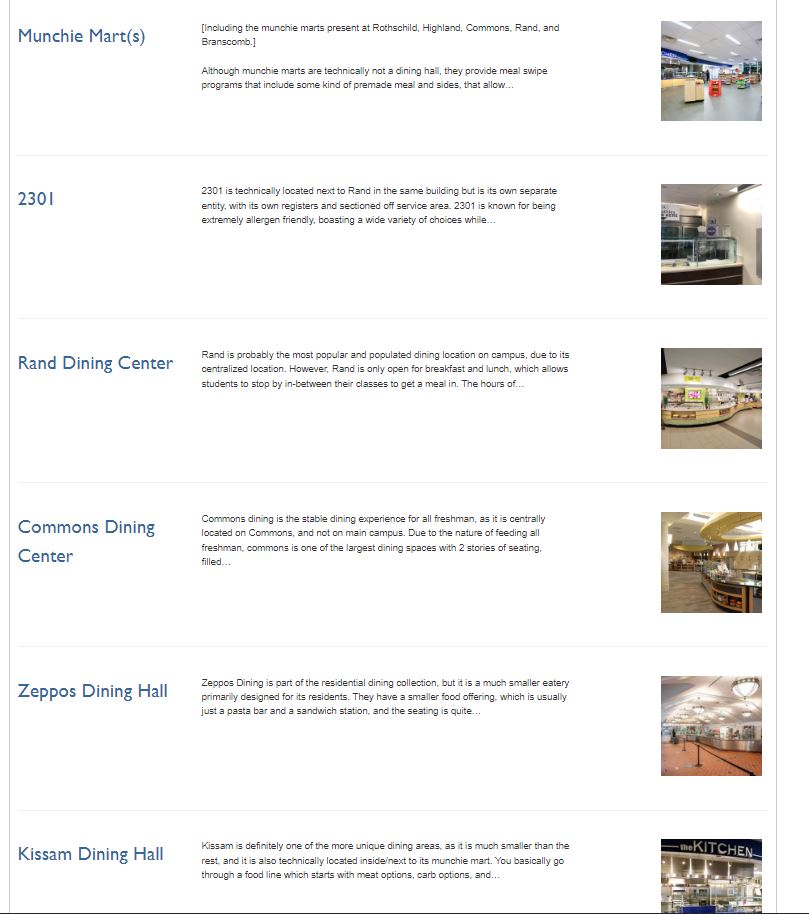 Munchie Mart(s)
[Including the munchie marts present at Rothschild, Highland, Commons, Rand, and
Branscomb.]
Although munchie marts are technically not a dining hall, they provide meal swipe
programs that include some kind of premade meal and sides, that allow…
2301
2301 is technically located next to Rand in the same building but is its own separate
entity, with its own registers and sectioned off service area. 2301 is known for being
extremely allergen friendly, boasting a wide variety of choices while…
Rand Dining Center
Rand is probably the most popular and populated dining location on campus, due to its
centralized location. However, Rand is only open for breakfast and lunch, which allows
students to stop by in-between their classes to get a meal in. The hours of…
Commons Dining
Center
Commons dining is the stable dining experience for all freshman, as it is centrally
located on Commons, and not on main campus. Due to the nature of feeding all
freshman, commons is one of the largest dining spaces with 2 stories of seating,
filled…
Zeppos Dining Hall
Zeppos Dining is part of the residential dining collection, but it is a much smaller eatery
primarily designed for its residents. They have a smaller food offering, which is usually
just a pasta bar and a sandwich station, and the seating is quite…
Kissam Dining Hall
Kissam is definitely one of the more unique dining areas, as it is much smaller than the
rest, and it is also technically located inside/next to its munchie mart. You basically go
through a food line which starts with meat options, carb options, and…
the KITCHEN